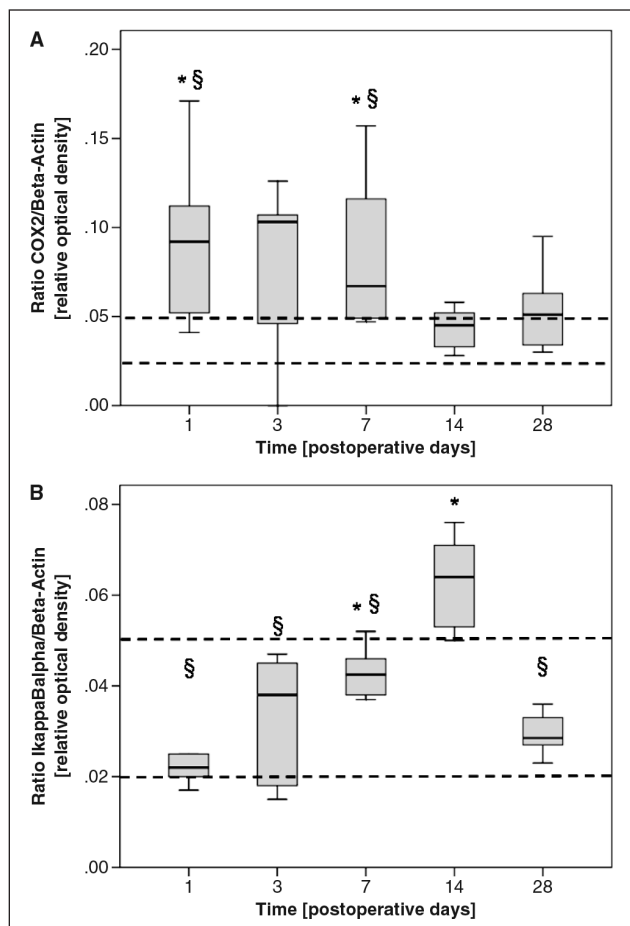 A
Ratio COX2/Beta-Actin
[relative optical density]
.20
.15
.10
.05
.00
* §
* §
1 3 7 14 28
Time [postoperative days]
B
Ratio IkappaBalpha/Beta-Actin
[relative optical density]
.08
.06
.04
.02
.00
§
§
* §
*
§
1 3 7 14 28
Time [postoperative days]